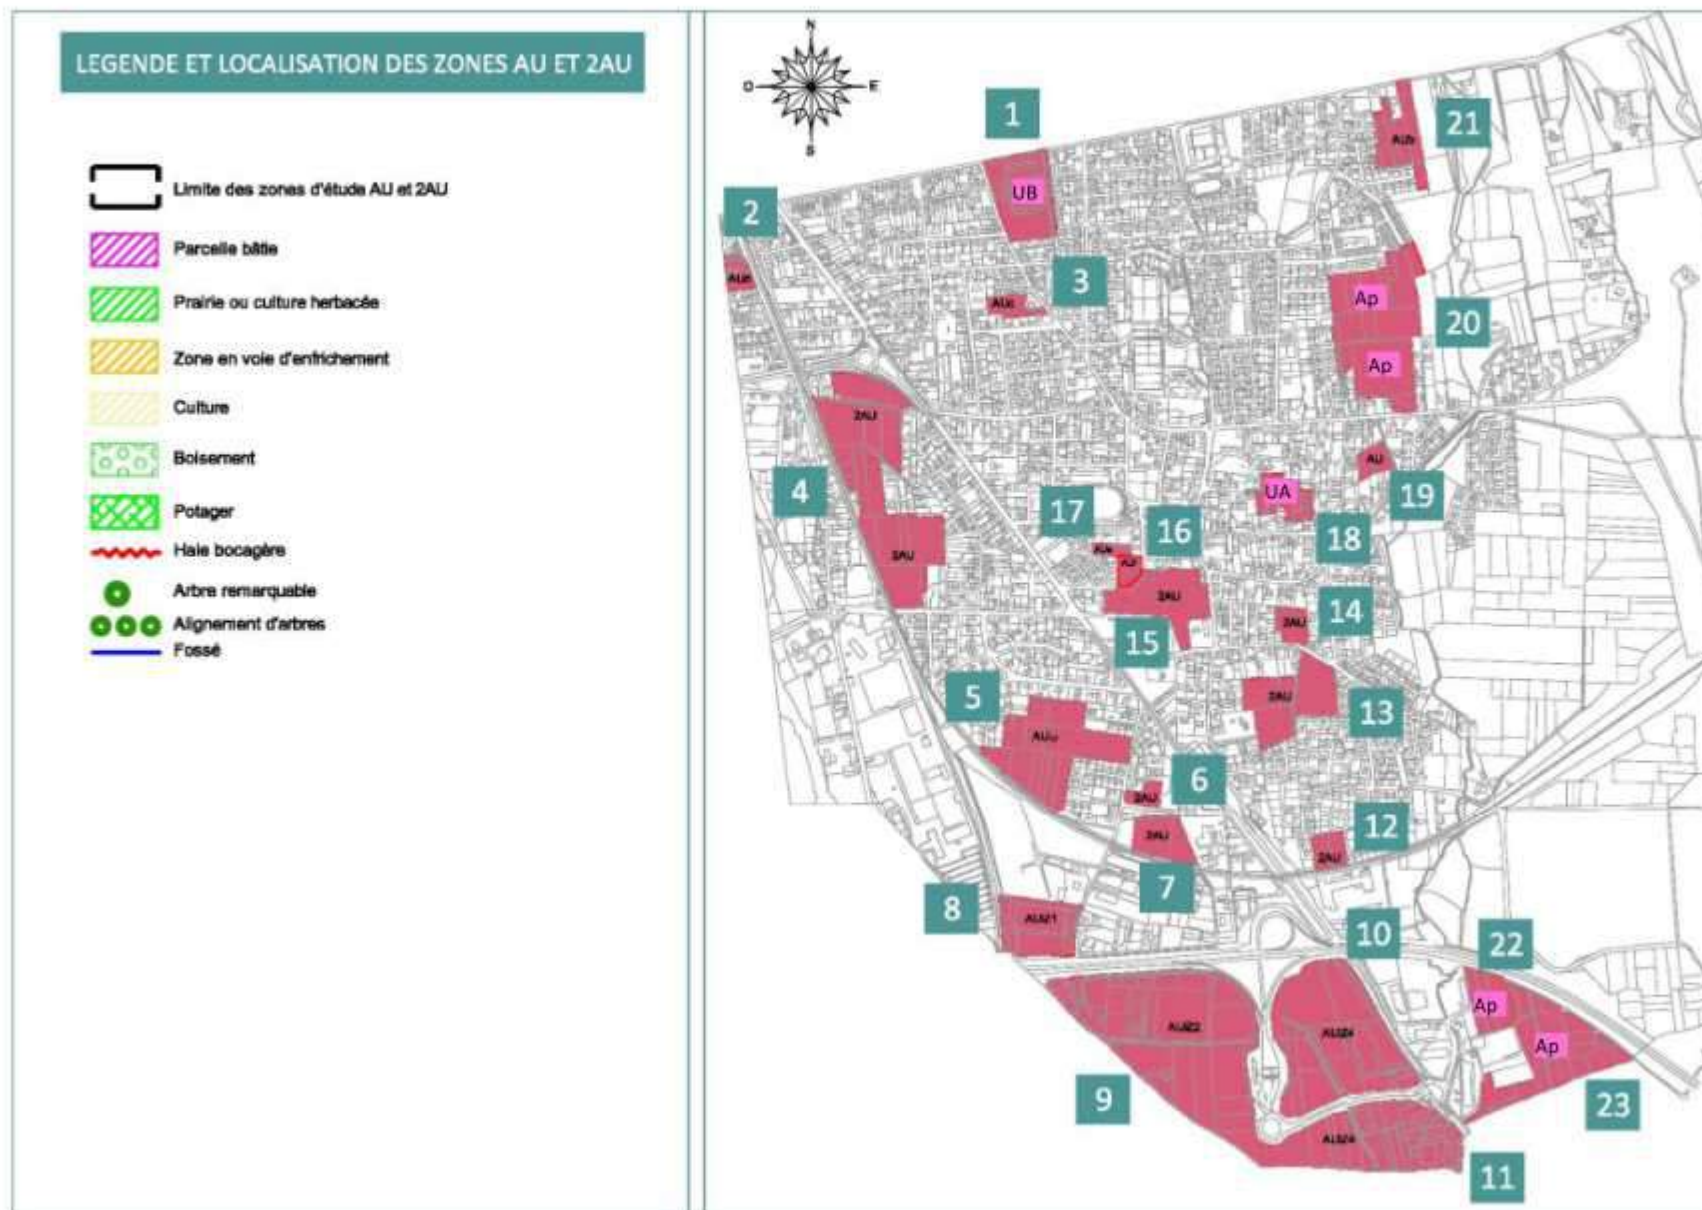 LEGENDE ET LOCALISATION DES ZONES AU ET 2AU
Limite des zones d'étude AU et 2AU
Parcelle bâtie
Prairie ou culture herbacée
Zone en voie d'enfrichement
Culture
Boisement
Potager
Haie bocagère
Arbre remarquable
Alignement d'arbres
Fossé
N
O
E
S
1
21
AUb
UB
2
3
Ap
20
Ap
2AU
4
AU
19
UA
17
16
18
2AU
2AU
14
2AU
15
5
2AU
13
6
2AU
12
2AU
2AU
7
8
10
22
Ap
Ap
9
23
11